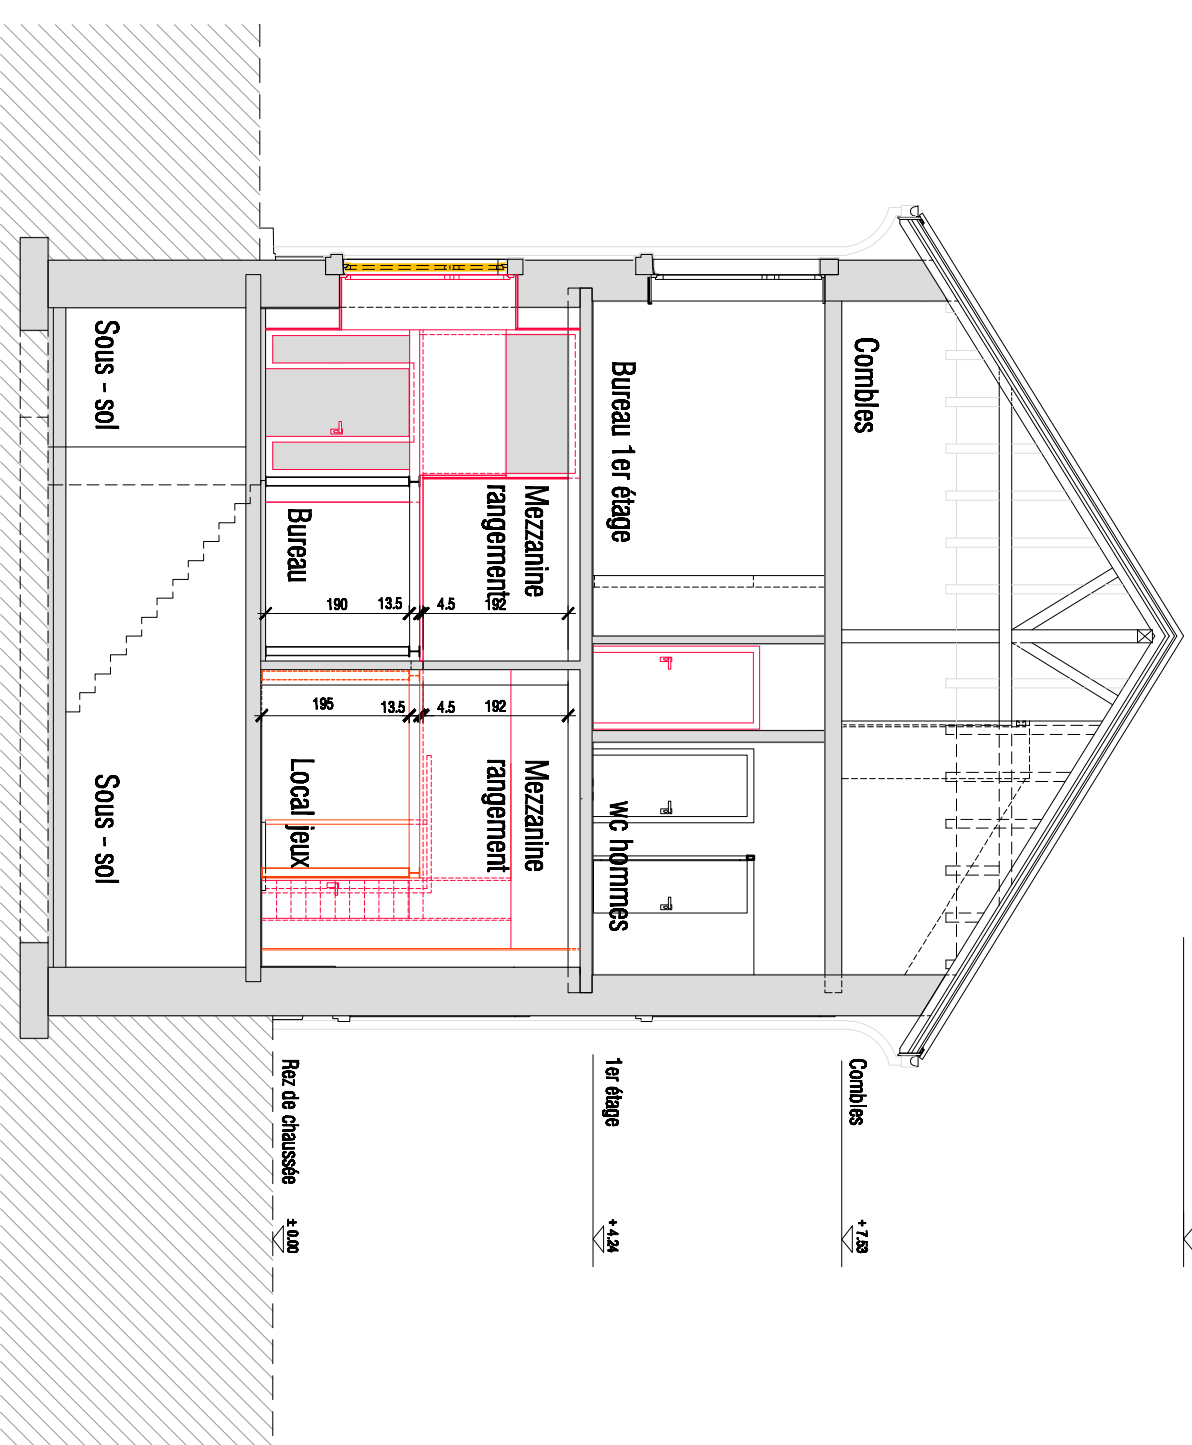 Combles
Bureau 1er étage
wc hommes
Mezzanine
rangement
Mezzanine
rangement
192
4.5
13.5
190
192
4.5
13.5
195
Bureau
Local jeux
Sous - sol
Sous - sol
Combles
+ 7.53
1er étage
+ 4.24
Rez de chaussée
± 0.00